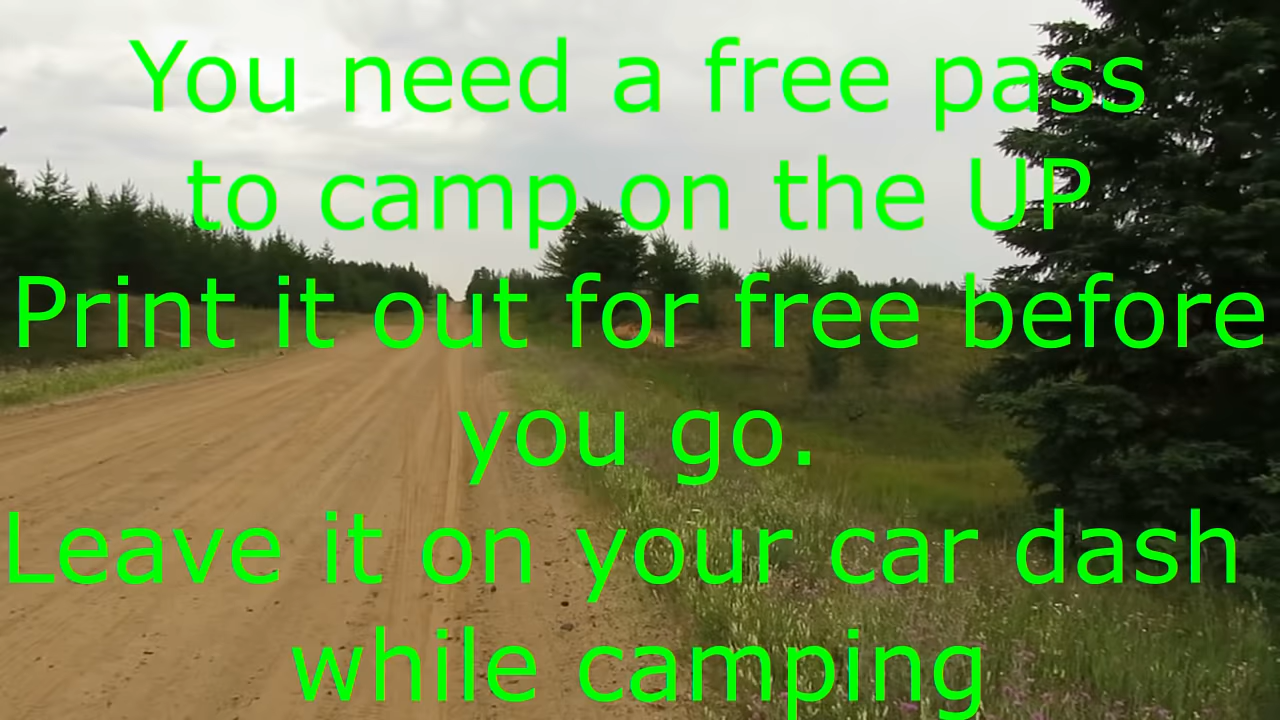 You need a free pass
to camp on the UP
Print it out for free before
you go.
Leave it on your car dash
while camping